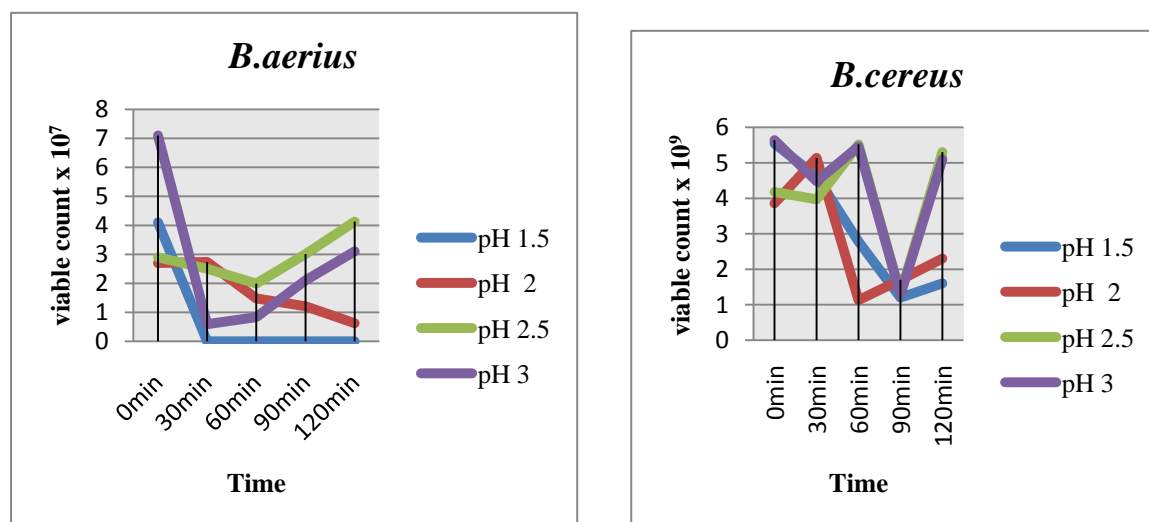 B.aerius
viable count x 10⁷
8
7
6
5
4
3
2
1
0
0min
30min
60min
90min
120min
Time
pH 1.5
pH 2
pH 2.5
pH 3
B.cereus
viable count x 10⁹
6
5
4
3
2
1
0
0min
30min
60min
90min
120min
Time
pH 1.5
pH 2
pH 2.5
pH 3